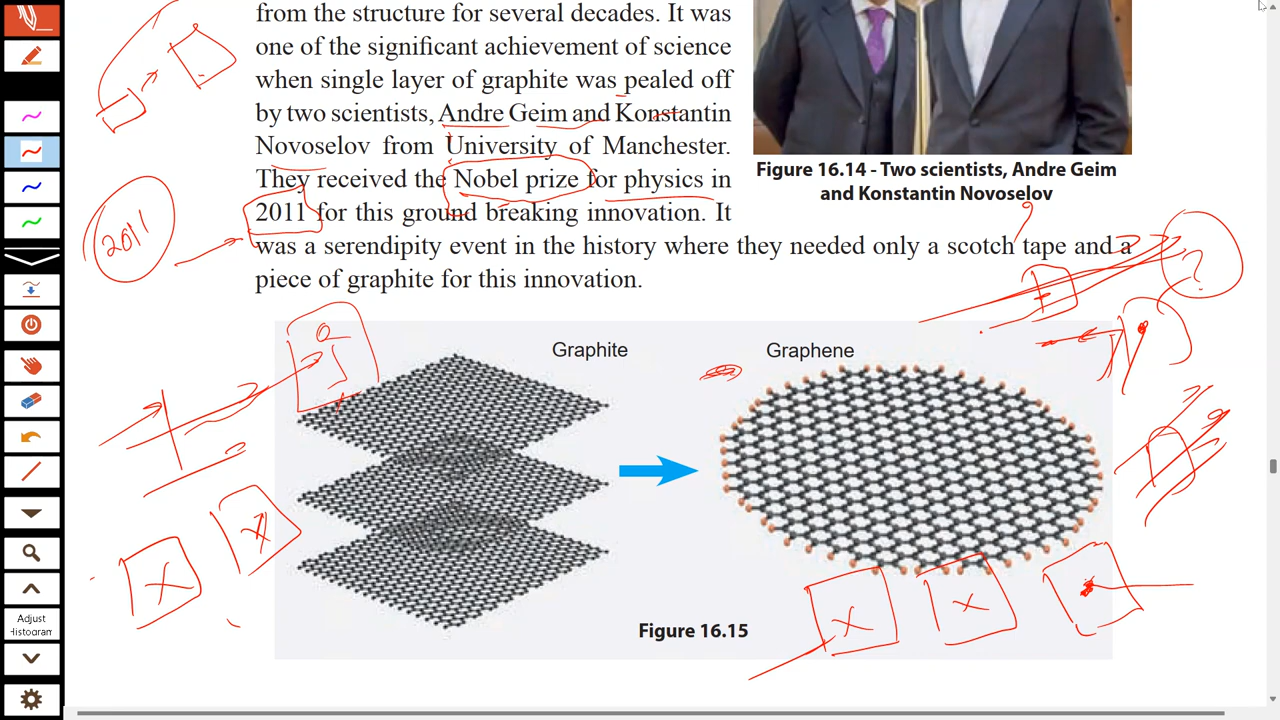 from the structure for several decades. It was
one of the significant achievement of science
when single layer of graphite was pealed off
by two scientists, Andre Geim and Konstantin
Novoselov from University of Manchester.
They received the Nobel prize for physics in
2011 for this ground breaking innovation. It
was a serendipity event in the history where they needed only a scotch tape and a
piece of graphite for this innovation.
Figure 16.14 - Two scientists, Andre Geim
and Konstantin Novoselov
2011
?
Graphite
Graphene
X
X
X
X
Figure 16.15
Adjust
Histogram